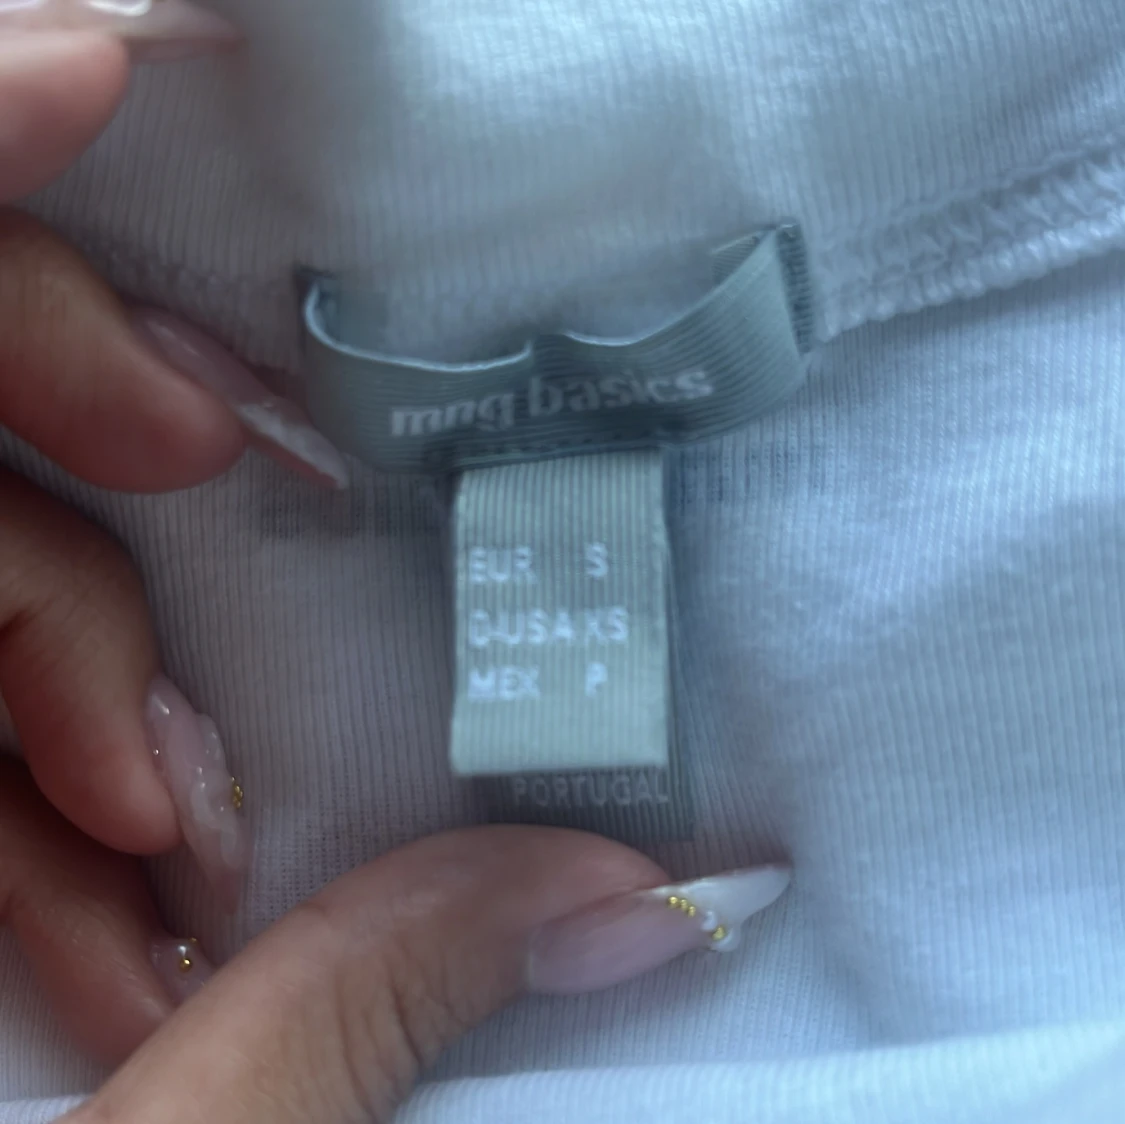 mng basics
EUR S
D-USA XS
MEX P
PORTUGAL